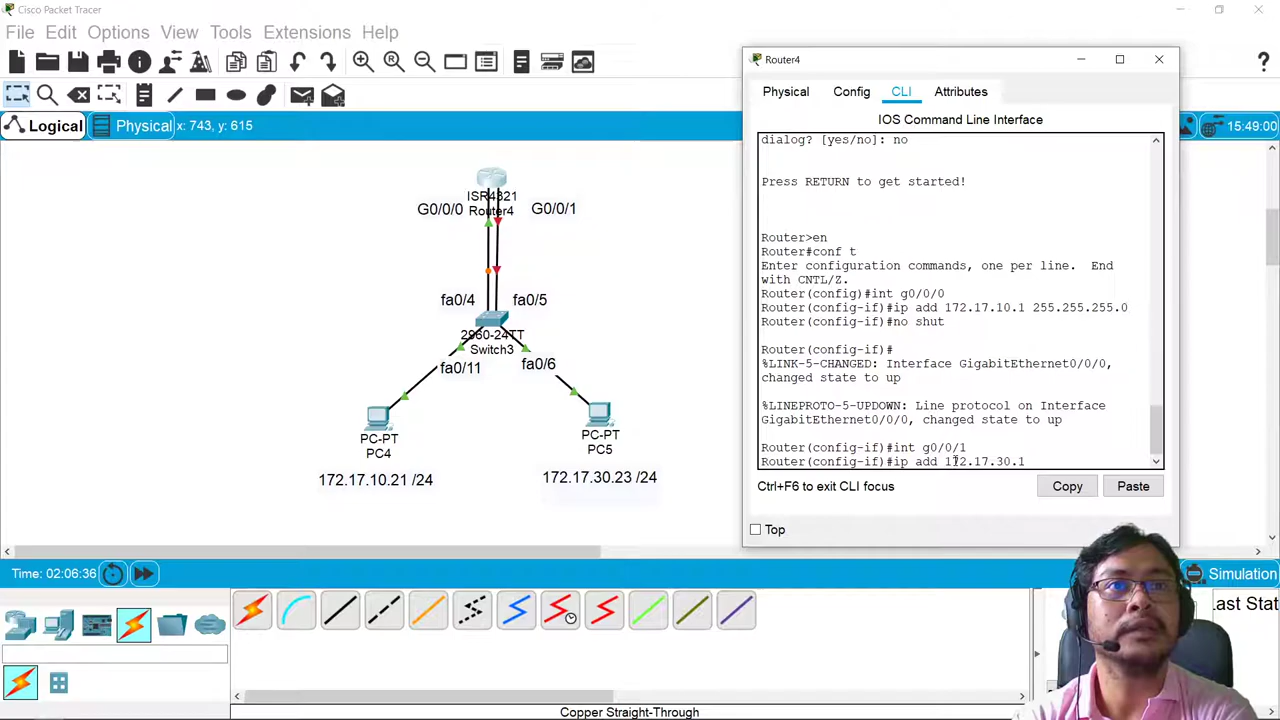 Cisco Packet Tracer
File Edit Options View Tools Extensions Help
Logical
Physical x: 743, y: 615
15:49:00
Router4
Physical Config CLI Attributes
IOS Command Line Interface
dialog? [yes/no]: no
Press RETURN to get started!
Router>en
Router#conf t
Enter configuration commands, one per line. End
with CNTL/Z.
Router(config)#int g0/0/0
Router(config-if)#ip add 172.17.10.1 255.255.255.0
Router(config-if)#no shut
Router(config-if)#
%LINK-5-CHANGED: Interface GigabitEthernet0/0/0,
changed state to up
%LINEPROTO-5-UPDOWN: Line protocol on Interface
GigabitEthernet0/0/0, changed state to up
Router(config-if)#int g0/0/1
Router(config-if)#ip add 172.17.30.1
Ctrl+F6 to exit CLI focus
Copy
Paste
Top
ISR4321
Router4
G0/0/0
G0/0/1
fa0/4
fa0/5
2960-24TT
Switch3
fa0/11
fa0/6
PC-PT
PC4
PC-PT
PC5
172.17.10.21 /24
172.17.30.23 /24
Time: 02:06:36
Simulation
ast Stat
Copper Straight-Through